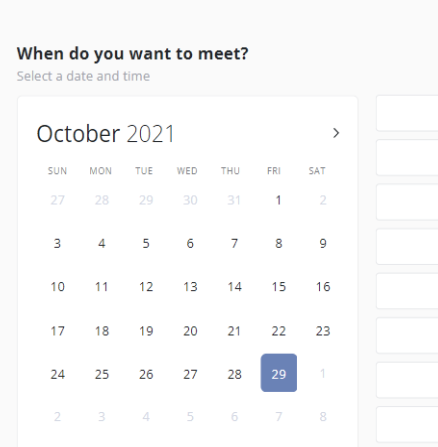 When do you want to meet?
Select a date and time
October 2021 >
SUN MON TUE WED THU FRI SAT
27 28 29 30 31 1 2
3 4 5 6 7 8 9
10 11 12 13 14 15 16
17 18 19 20 21 22 23
24 25 26 27 28 29 1
2 3 4 5 6 7 8